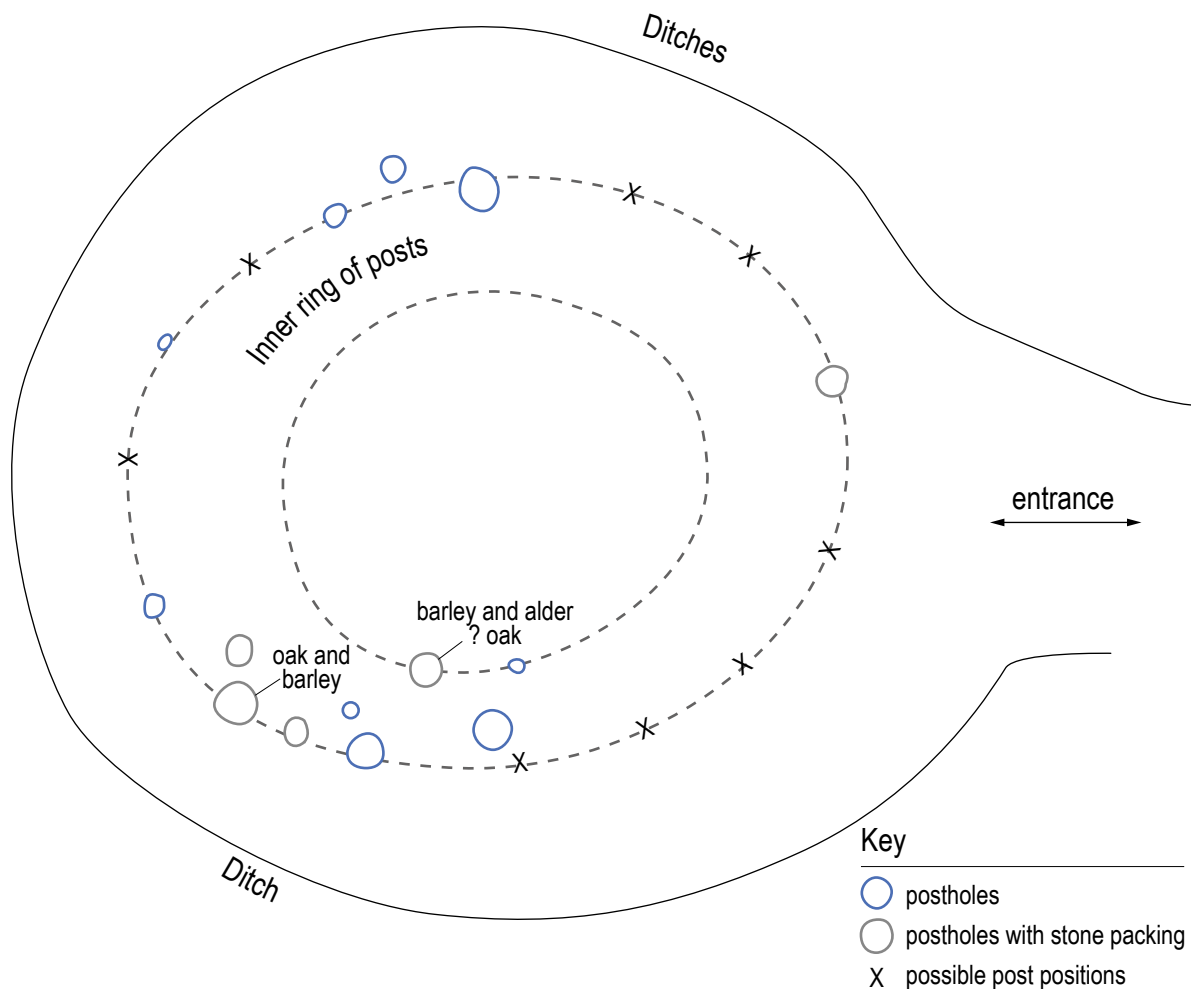 Ditches
Inner ring of posts
X
X
X
X
entrance
X
barley and alder
? oak
oak and
barley
X
X
X
X
Ditch
Key
postholes
postholes with stone packing
X possible post positions